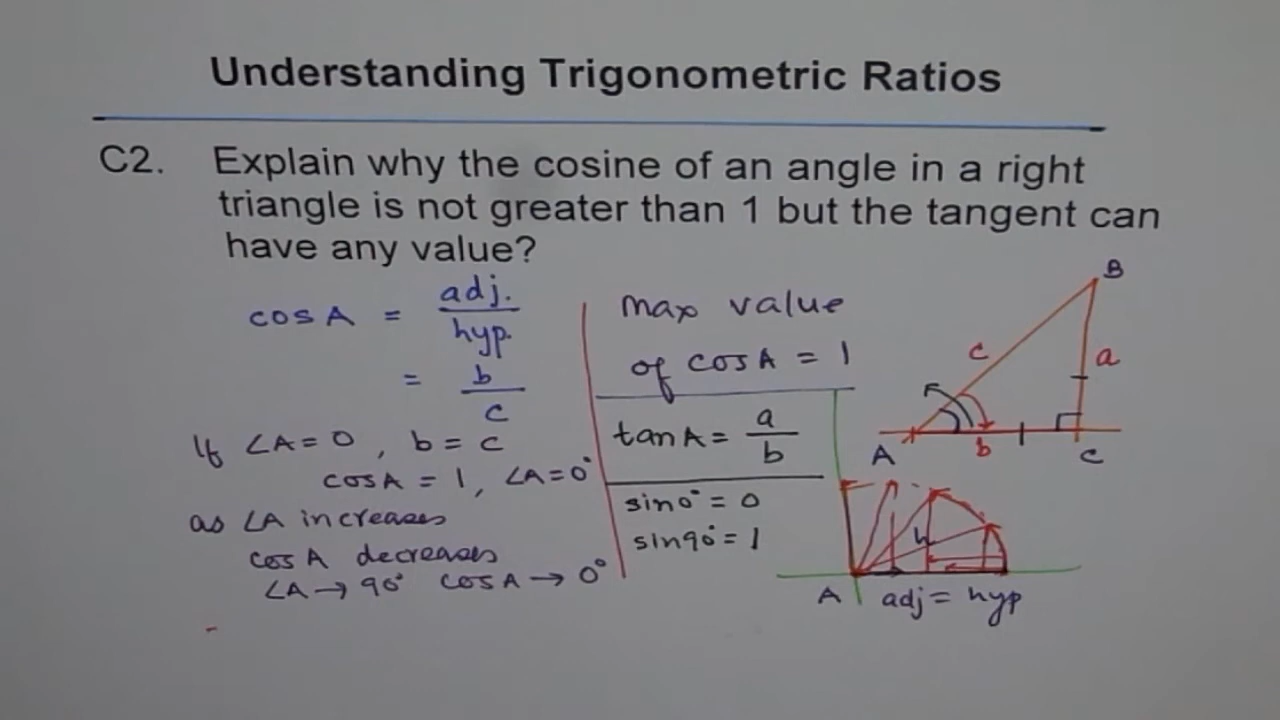 Understanding Trigonometric Ratios
C2. Explain why the cosine of an angle in a right
triangle is not greater than 1 but the tangent can
have any value?
cos A = adj. / hyp.
= b / c
If ∠A = 0, b = c
cos A = 1, ∠A = 0°
as ∠A increases
cos A decreases
∠A → 90° cos A → 0°
max value
of cos A = 1
tan A = a / b
sin 0° = 0
sin 90° = 1
B
c
a
A
b
C
h
A
adj = hyp